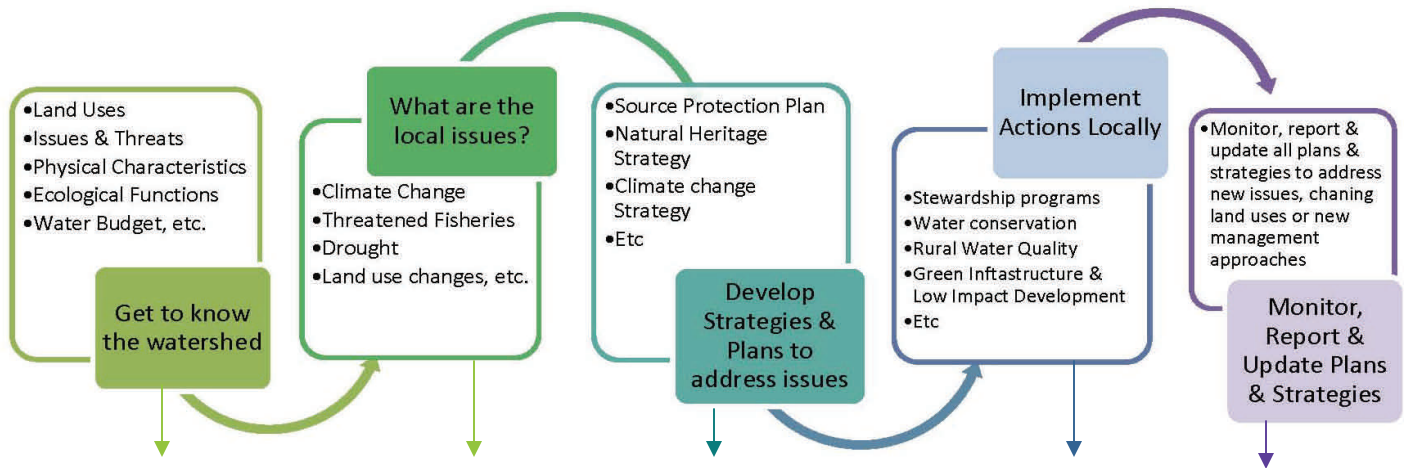 •Land Uses
•Issues & Threats
•Physical Characteristics
•Ecological Functions
•Water Budget, etc.
Get to know
the watershed
What are the
local issues?
•Climate Change
•Threatened Fisheries
•Drought
•Land use changes, etc.
•Source Protection Plan
•Natural Heritage
Strategy
•Climate change
Strategy
•Etc
Develop
Strategies &
Plans to
address issues
Implement
Actions Locally
•Stewardship programs
•Water conservation
•Rural Water Quality
•Green Inftastructure &
Low Impact Development
•Etc
•Monitor, report &
update all plans &
strategies to address
new issues, chaning
land uses or new
management
approaches
Monitor,
Report &
Update Plans
& Strategies